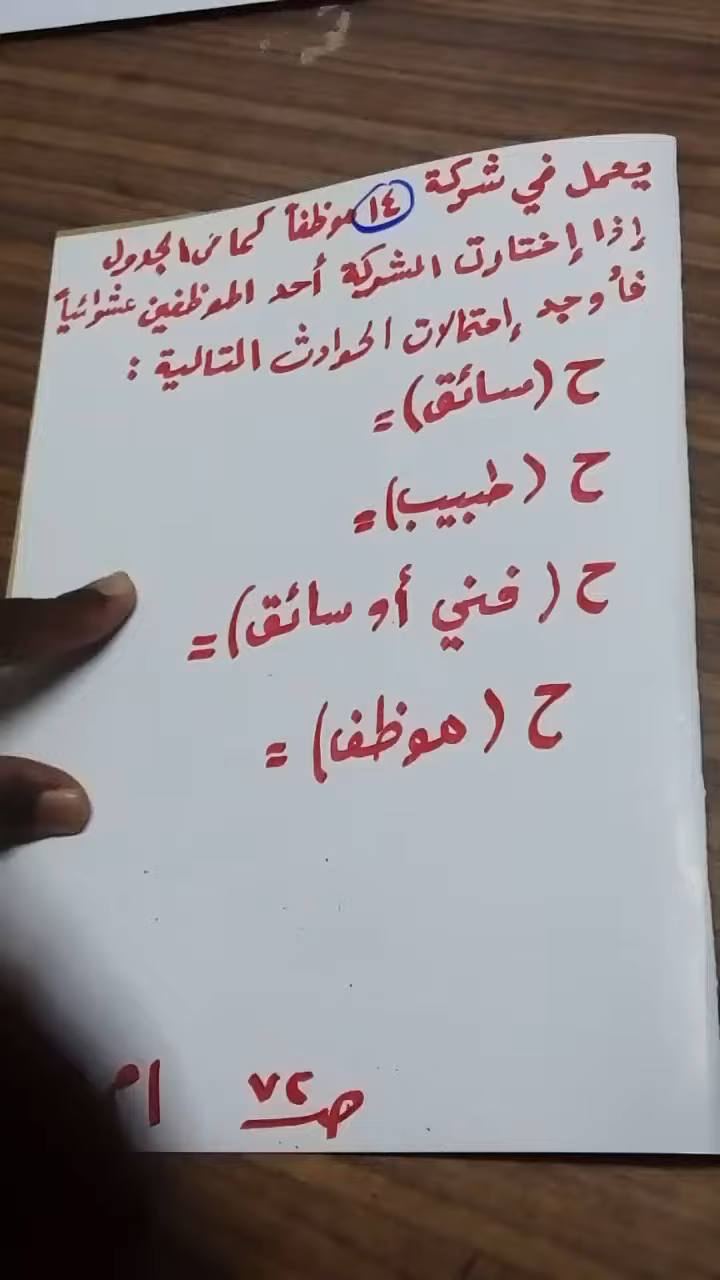 يعمل في شركة ١٤ موظفاً كما في الجدول
إذا إختارت الشركة أحد الموظفين عشوائياً
فأوجد إحتمالات الحوادث التالية :
ح (سائق) =
ح (طبيب) =
ح (فني أو سائق) =
ح (موظفا) =
ص ٧٢